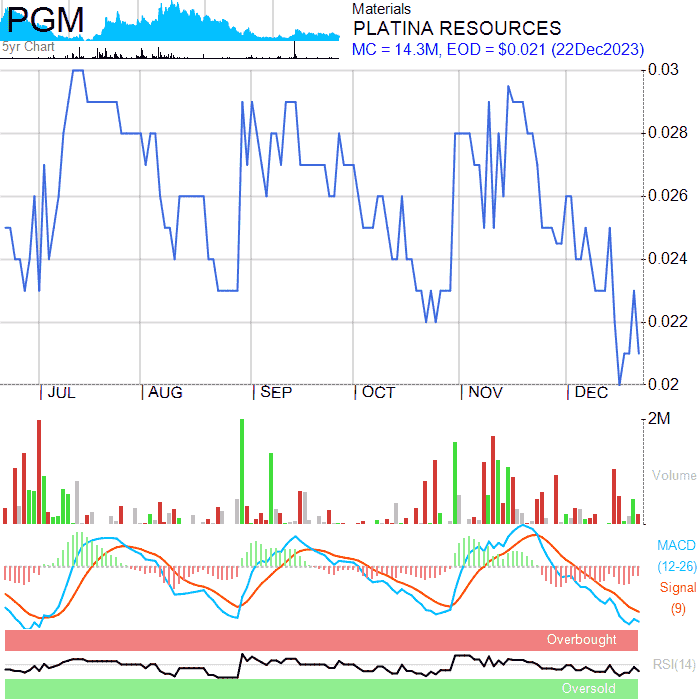 PGM
5yr Chart
Materials
PLATINA RESOURCES
MC = 14.3M, EOD = $0.021 (22Dec2023)
0.03
0.028
0.026
0.024
0.022
0.02
JUL AUG SEP OCT NOV DEC
2M
Volume
MACD
(12-26)
Signal
(9)
Overbought
RSI(14)
Oversold